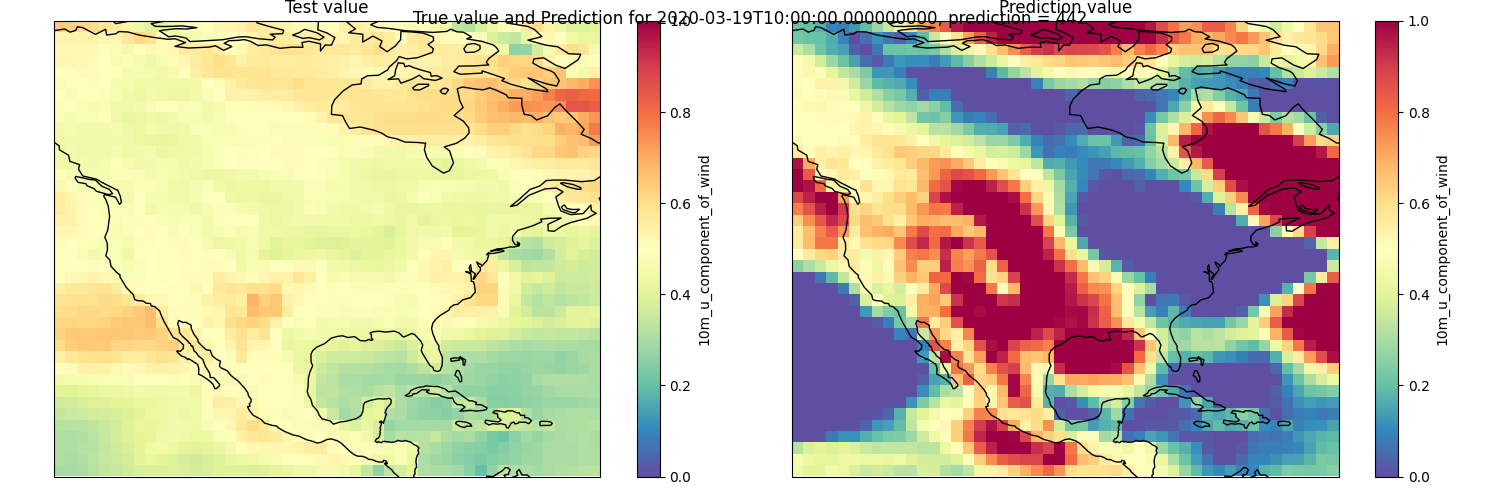 Test value
Prediction value
True value and Prediction for 2020-03-19T10:00:00.000000000, prediction = 442
1.0
0.8
0.6
0.4
0.2
0.0
10m_u_component_of_wind
1.0
0.8
0.6
0.4
0.2
0.0
10m_u_component_of_wind